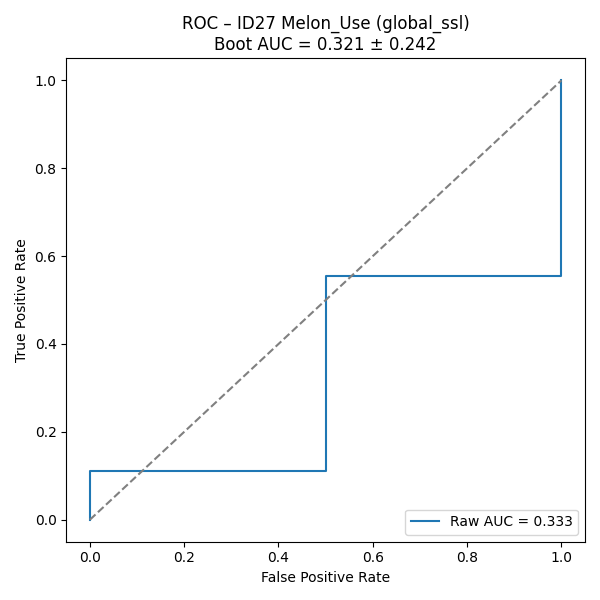 ROC – ID27 Melon_Use (global_ssl)
Boot AUC = 0.321 ± 0.242
1.0
0.8
0.6
0.4
0.2
0.0
True Positive Rate
Raw AUC = 0.333
0.0 0.2 0.4 0.6 0.8 1.0
False Positive Rate